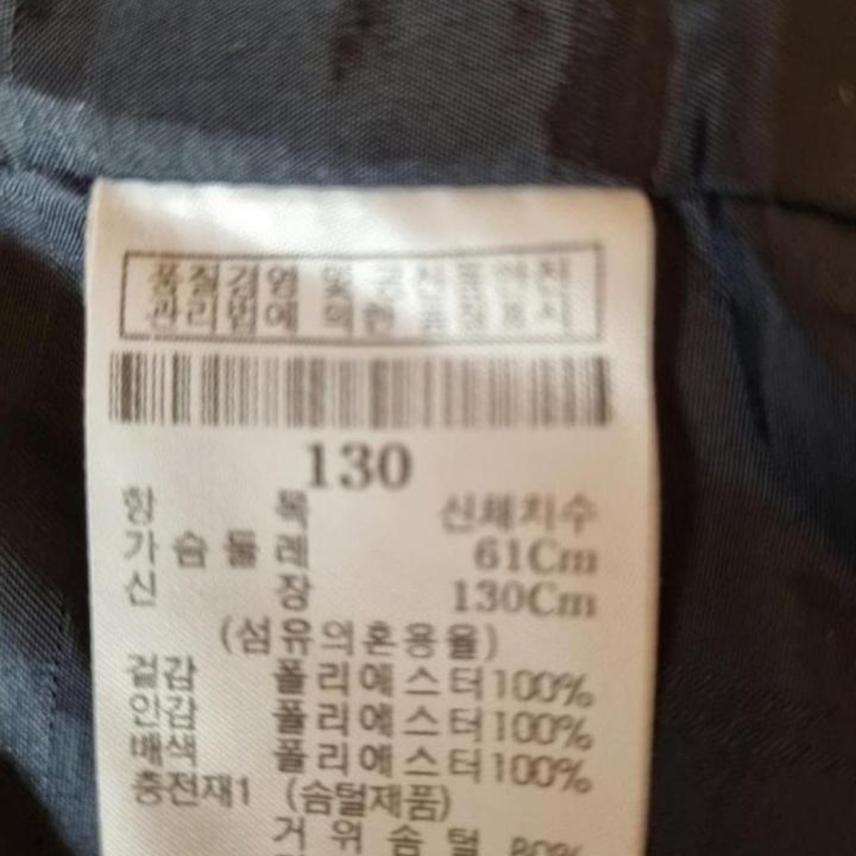 품질경영 및 공산품안전
관리법에 의한 품질표시
130
항 목 신체치수
가슴둘레 61Cm
신 장 130Cm
(섬유의혼용율)
겉감 폴리에스터100%
안감 폴리에스터100%
배색 폴리에스터100%
충전재1 (솜털제품)
거위솜털 80%